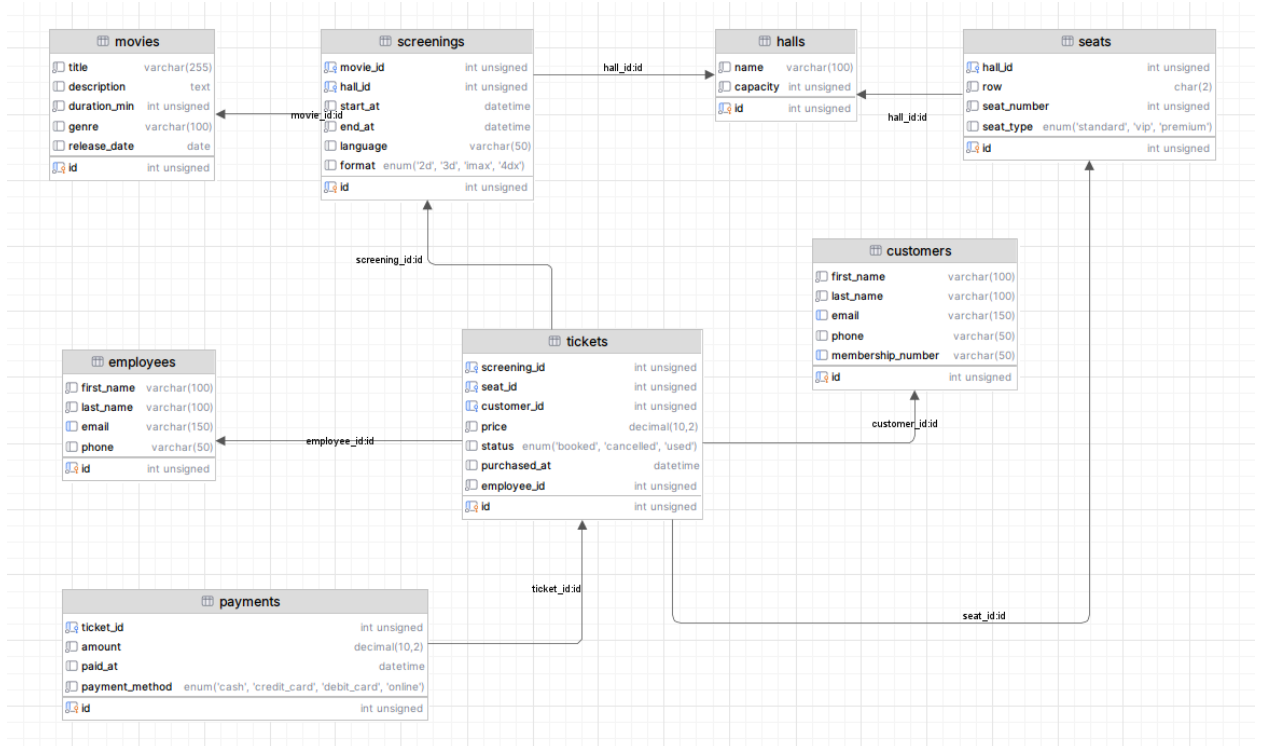 movies
title varchar(255)
description text
duration_min int unsigned
genre varchar(100)
release_date date
id int unsigned
screenings
movie_id int unsigned
hall_id int unsigned
start_at datetime
end_at datetime
language varchar(50)
format enum('2d', '3d', 'imax', '4dx')
id int unsigned
halls
name varchar(100)
capacity int unsigned
id int unsigned
seats
hall_id int unsigned
row char(2)
seat_number int unsigned
seat_type enum('standard', 'vip', 'premium')
id int unsigned
movie_id:id
hall_id:id
hall_id:id
screening_id:id
customers
first_name varchar(100)
last_name varchar(100)
email varchar(150)
phone varchar(50)
membership_number varchar(50)
id int unsigned
employees
first_name varchar(100)
last_name varchar(100)
email varchar(150)
phone varchar(50)
id int unsigned
tickets
screening_id int unsigned
seat_id int unsigned
customer_id int unsigned
price decimal(10,2)
status enum('booked', 'cancelled', 'used')
purchased_at datetime
employee_id int unsigned
id int unsigned
employee_id:id
customer_id:id
ticket_id:id
seat_id:id
payments
ticket_id int unsigned
amount decimal(10,2)
paid_at datetime
payment_method enum('cash', 'credit_card', 'debit_card', 'online')
id int unsigned